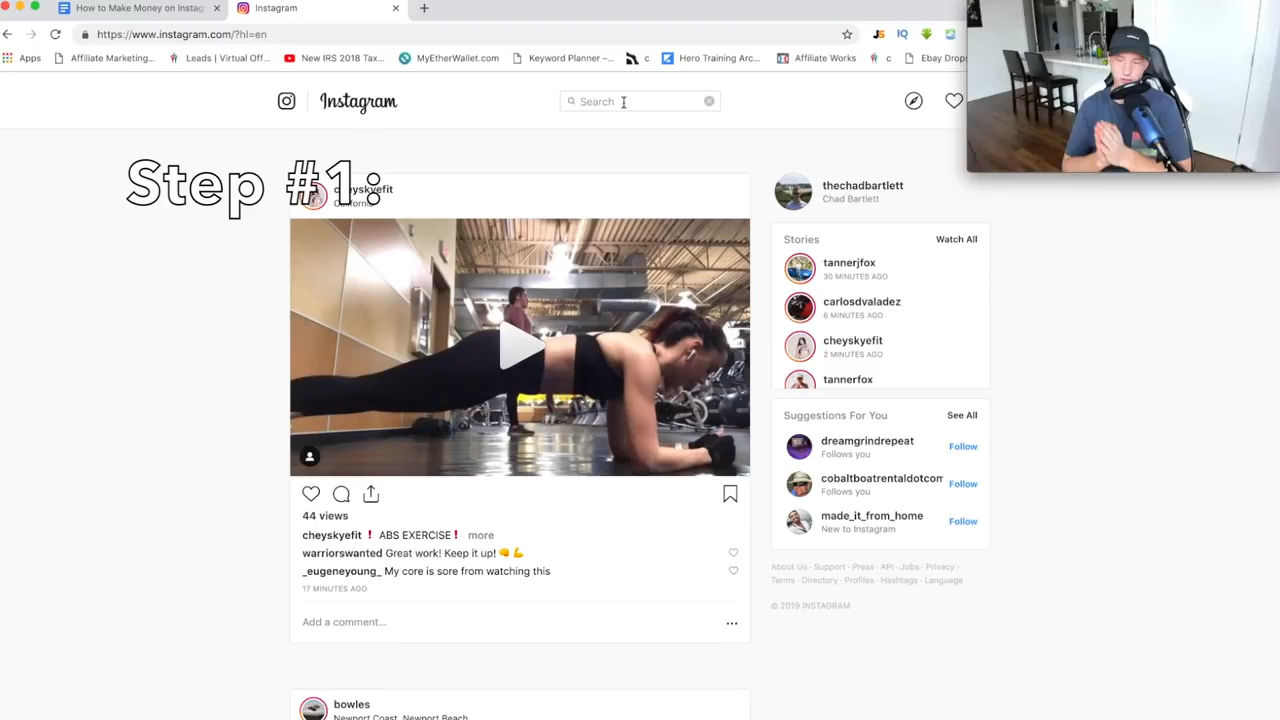 How to Make Money on Instag
Instagram
https://www.instagram.com/?hl=en
Apps
Affiliate Marketing...
Leads | Virtual Off...
New IRS 2018 Tax...
MyEtherWallet.com
Keyword Planner –...
c
Hero Training Arc...
Affiliate Works
c
Ebay Drops
Instagram
Search
Step #1:
cheyskyefit
California
thechadbartlett
Chad Bartlett
Stories
Watch All
tannerjfox
30 MINUTES AGO
carlosdvaladez
6 MINUTES AGO
cheyskyefit
2 MINUTES AGO
tannerfox
Suggestions For You
See All
dreamgrindrepeat
Follows you
Follow
cobaltboatrentaldotcom
Follows you
Follow
made_it_from_home
New to Instagram
Follow
About Us · Support · Press · API · Jobs · Privacy ·
Terms · Directory · Profiles · Hashtags · Language
© 2019 INSTAGRAM
44 views
cheyskyefit ❗ ABS EXERCISE❗ more
warriorswanted Great work! Keep it up! 👊💪
_eugeneyoung_ My core is sore from watching this
17 MINUTES AGO
Add a comment...
bowles
Newport Coast, Newport Beach